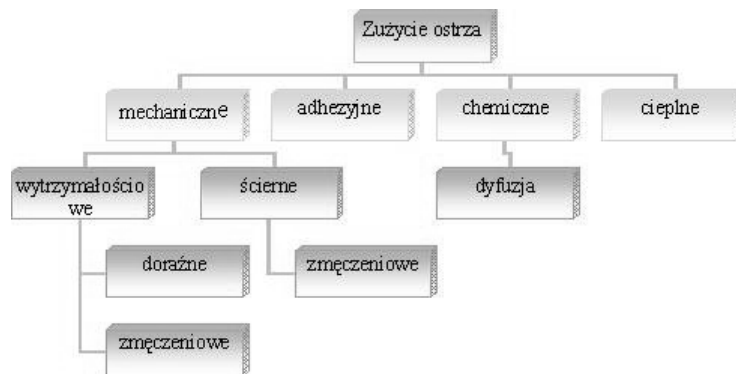 Zużycie ostrza
mechaniczne
adhezyjne
chemiczne
cieplne
wytrzymałościo
we
ścierne
dyfuzja
doraźne
zmęczeniowe
zmęczeniowe